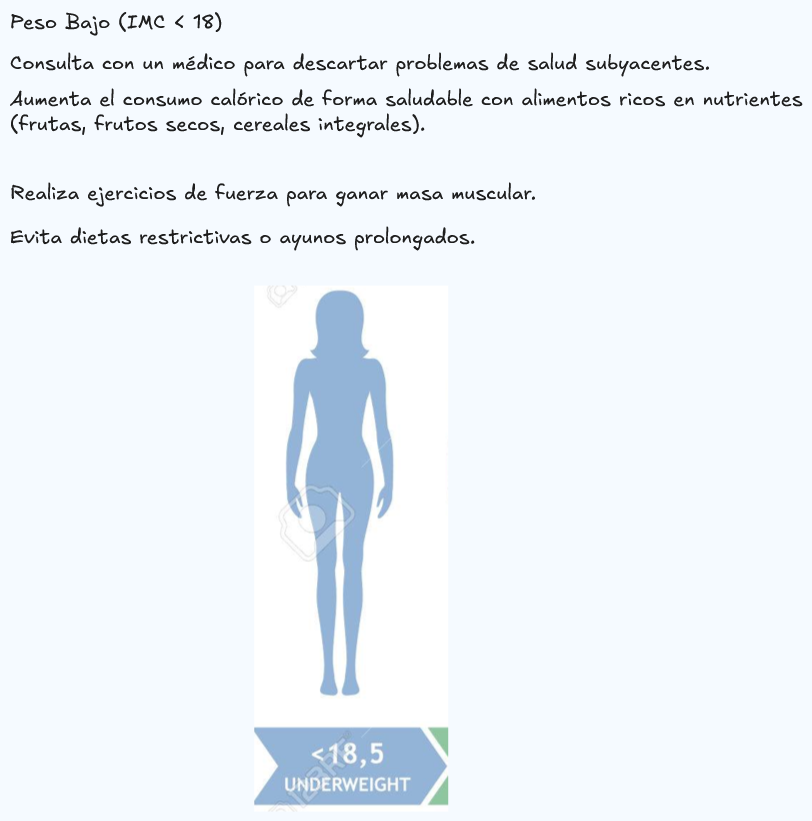 Peso Bajo (IMC < 18)
Consulta con un médico para descartar problemas de salud subyacentes.
Aumenta el consumo calórico de forma saludable con alimentos ricos en nutrientes
(frutas, frutos secos, cereales integrales).
Realiza ejercicios de fuerza para ganar masa muscular.
Evita dietas restrictivas o ayunos prolongados.
<18,5
UNDERWEIGHT